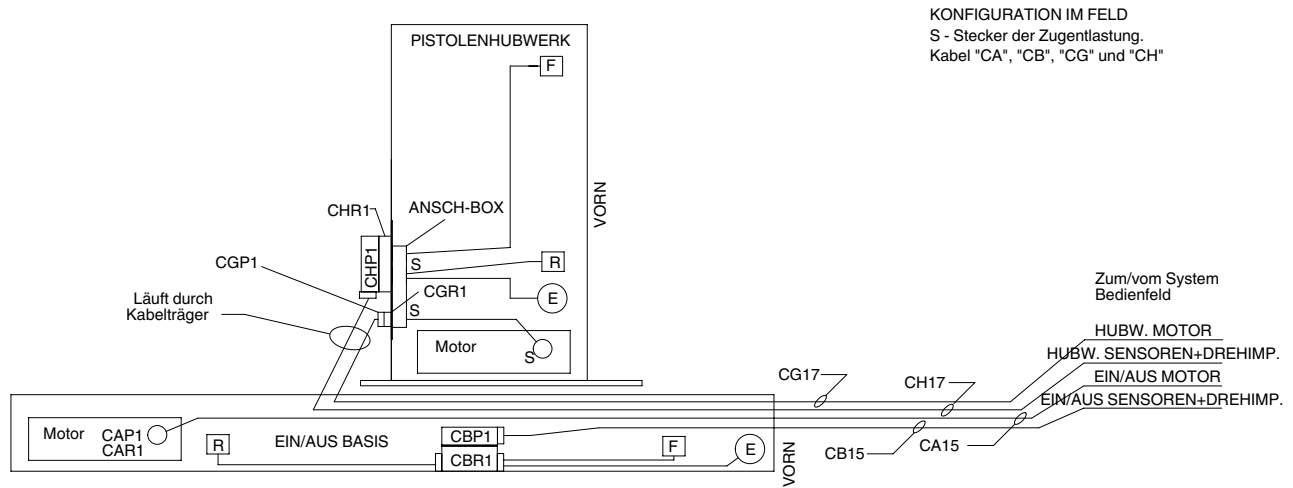 KONFIGURATION IM FELD
S - Stecker der Zugentlastung.
Kabel "CA", "CB", "CG" und "CH"
PISTOLENHUBWERK
F
VORN
CHR1
ANSCH-BOX
CHP1
S
R
CGP1
CGR1
E
Läuft durch
Kabelträger
S
Motor
S
Zum/vom System
Bedienfeld
HUBW. MOTOR
HUBW. SENSOREN+DREHIMP.
EIN/AUS MOTOR
EIN/AUS SENSOREN+DREHIMP.
CG17
CH17
CB15
CA15
Motor
CAP1
CAR1
R
EIN/AUS BASIS
CBP1
CBR1
F
E
VORN